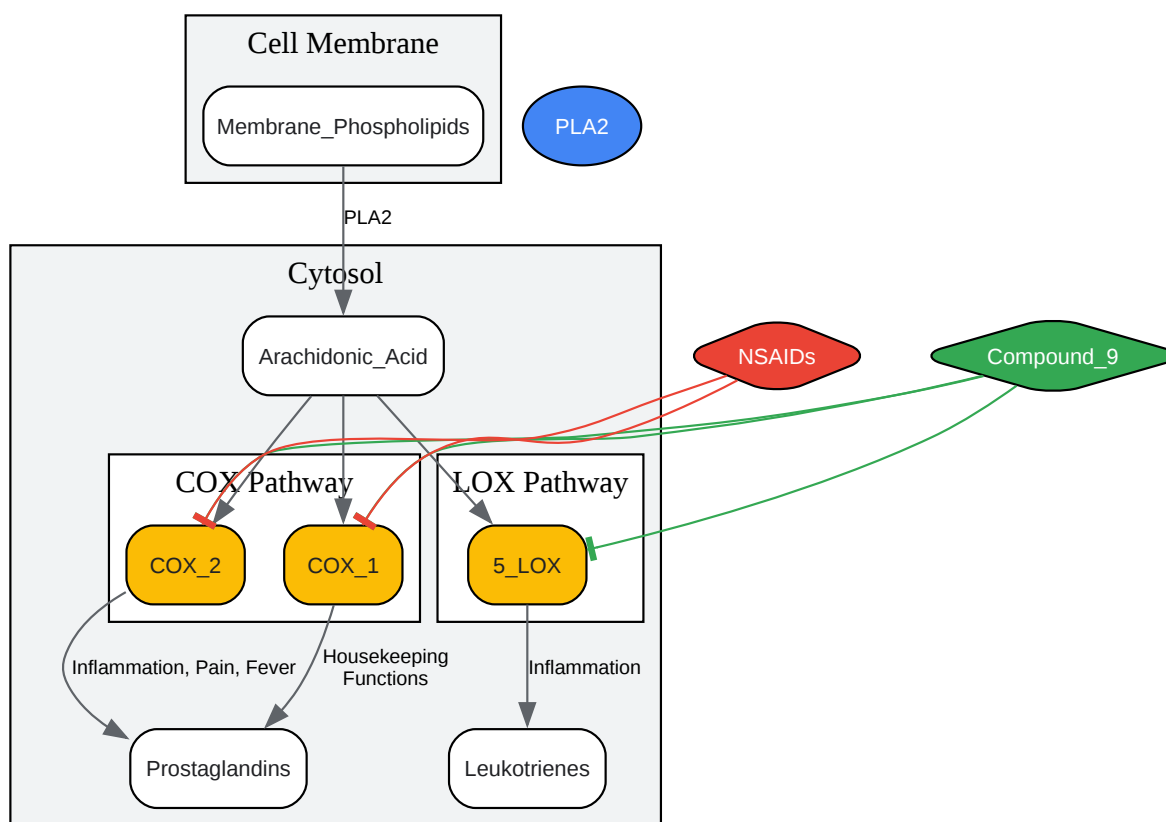 Cell Membrane
Membrane_Phospholipids
PLA2
PLA2
Cytosol
Arachidonic_Acid
NSAIDs
Compound_9
COX Pathway
LOX Pathway
COX_2
COX_1
5_LOX
Inflammation, Pain, Fever
Housekeeping
Functions
Inflammation
Prostaglandins
Leukotrienes